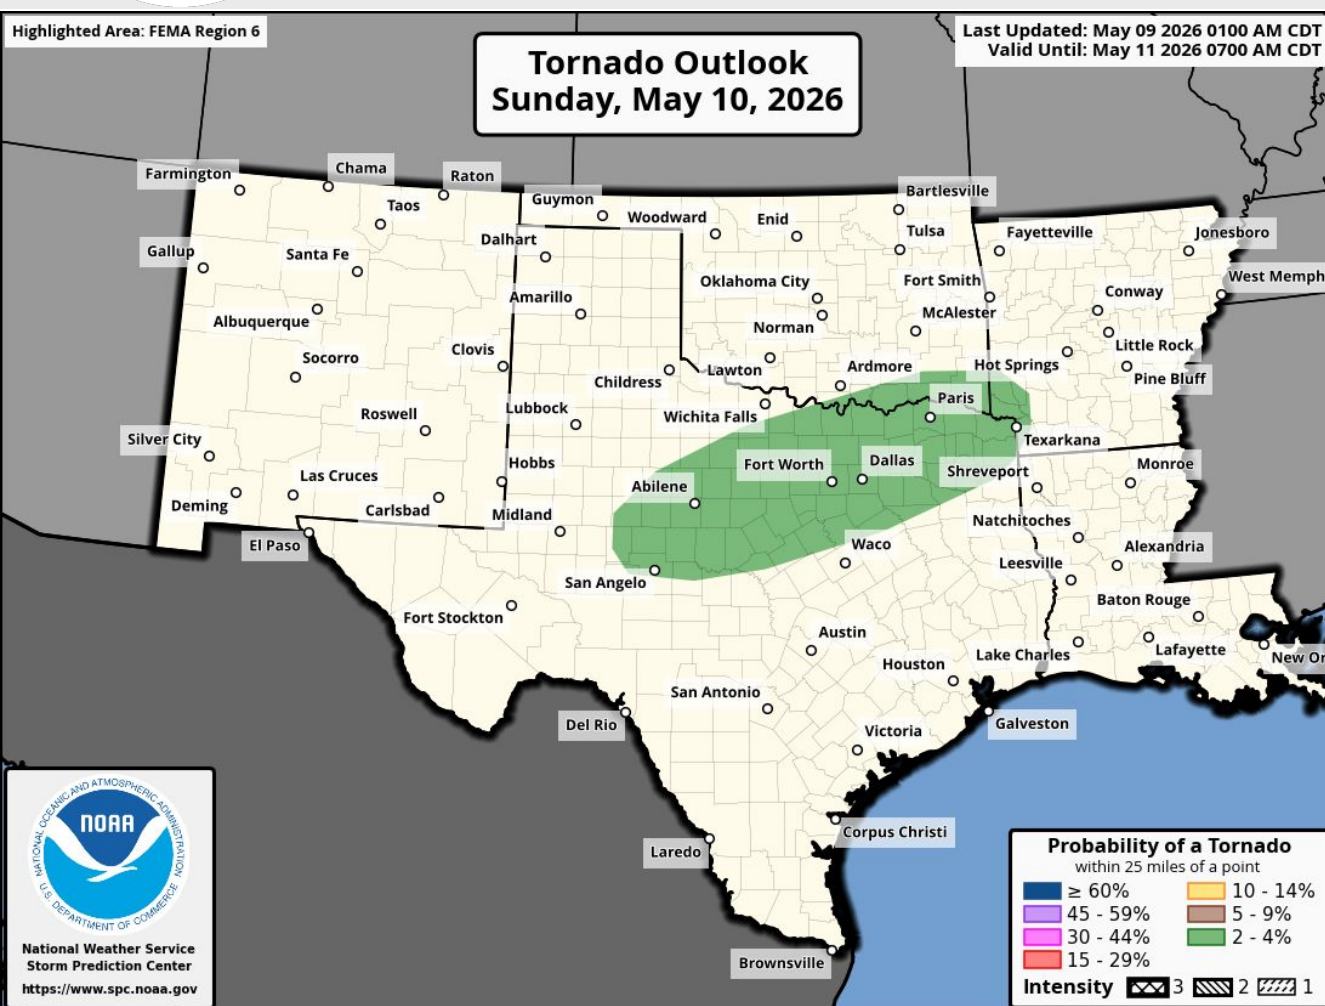 Highlighted Area: FEMA Region 6
Last Updated: May 09 2026 0100 AM CDT
Valid Until: May 11 2026 0700 AM CDT
Tornado Outlook
Sunday, May 10, 2026
Farmington
Chama
Raton
Taos
Guymon
Woodward
Enid
Bartlesville
Tulsa
Fayetteville
Jonesboro
Gallup
Santa Fe
Dalhart
Oklahoma City
Fort Smith
West Memph
Albuquerque
Amarillo
Norman
McAlester
Conway
Little Rock
Socorro
Clovis
Childress
Lawton
Ardmore
Hot Springs
Pine Bluff
Roswell
Lubbock
Wichita Falls
Paris
Texarkana
Silver City
Las Cruces
Hobbs
Abilene
Fort Worth
Dallas
Shreveport
Monroe
Deming
Carlsbad
Midland
Natchitoches
El Paso
San Angelo
Waco
Leesville
Alexandria
Fort Stockton
Austin
Baton Rouge
Houston
Lake Charles
Lafayette
New Or
San Antonio
Del Rio
Victoria
Galveston
Corpus Christi
Laredo
Brownsville
NATIONAL OCEANIC AND ATMOSPHERIC ADMINISTRATION
NOAA
U.S. DEPARTMENT OF COMMERCE
National Weather Service
Storm Prediction Center
https://www.spc.noaa.gov
Probability of a Tornado
within 25 miles of a point
≥ 60%
10 - 14%
45 - 59%
5 - 9%
30 - 44%
2 - 4%
15 - 29%
Intensity 3 2 1